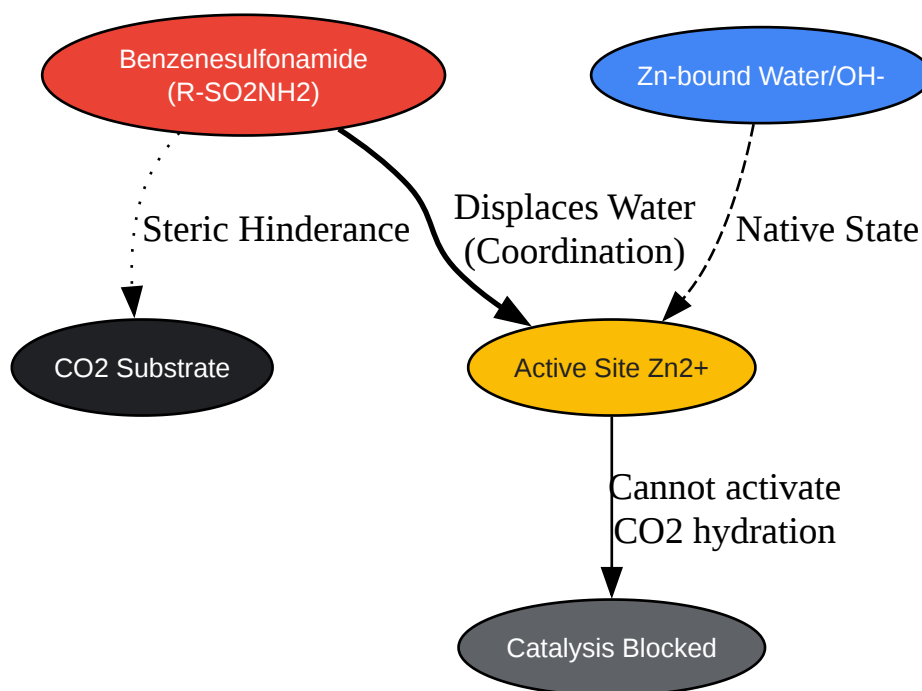 Benzenesulfonamide
(R-SO2NH2)
Zn-bound Water/OH-
Steric Hinderance
Displaces Water
(Coordination)
Native State
CO2 Substrate
Active Site Zn2+
Cannot activate
CO2 hydration
Catalysis Blocked